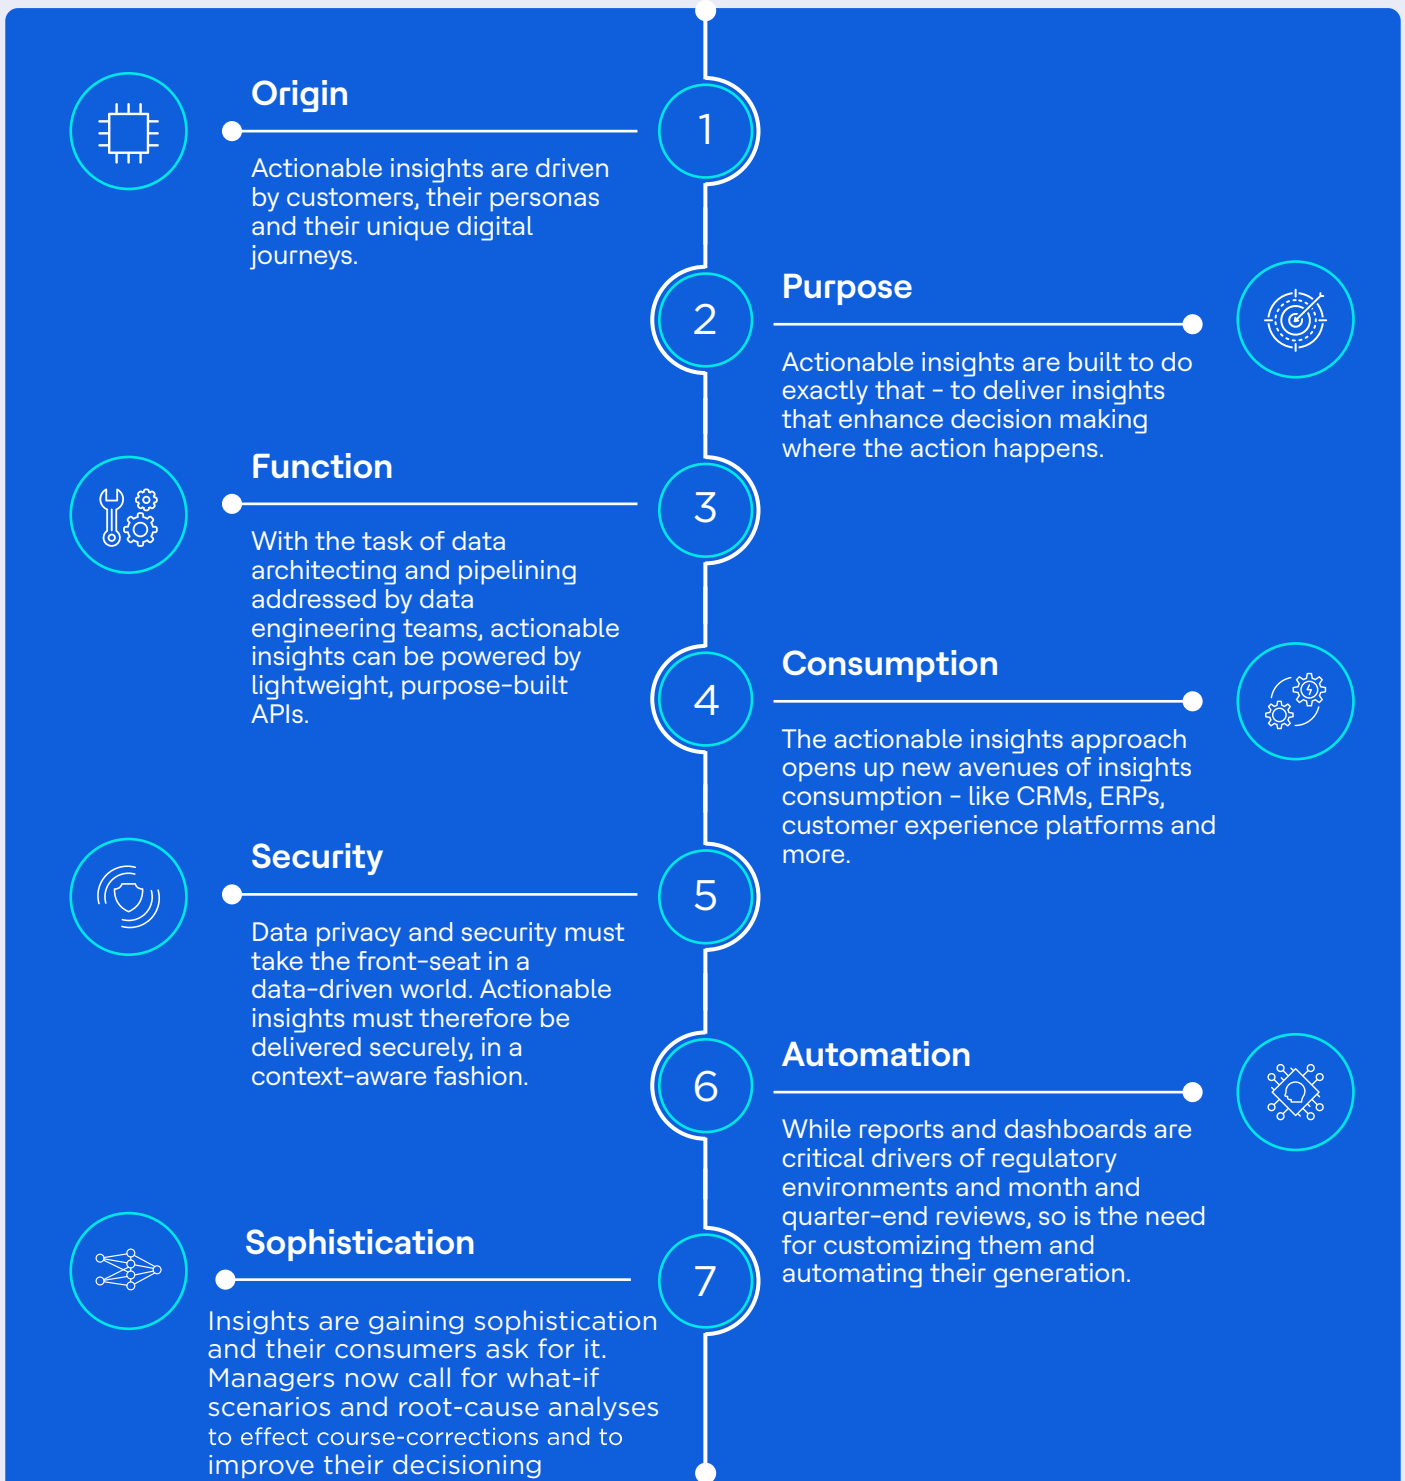 Origin
1
Actionable insights are driven
by customers, their personas
and their unique digital
journeys.
Purpose
2
Actionable insights are built to do
exactly that - to deliver insights
that enhance decision making
where the action happens.
Function
3
With the task of data
architecting and pipelining
addressed by data
engineering teams, actionable
insights can be powered by
lightweight, purpose-built
APIs.
Consumption
4
The actionable insights approach
opens up new avenues of insights
consumption - like CRMs, ERPs,
customer experience platforms and
more.
Security
5
Data privacy and security must
take the front-seat in a
data-driven world. Actionable
insights must therefore be
delivered securely, in a
context-aware fashion.
Automation
6
While reports and dashboards are
critical drivers of regulatory
environments and month and
quarter-end reviews, so is the need
for customizing them and
automating their generation.
Sophistication
7
Insights are gaining sophistication
and their consumers ask for it.
Managers now call for what-if
scenarios and root-cause analyses
to effect course-corrections and to
improve their decisioning